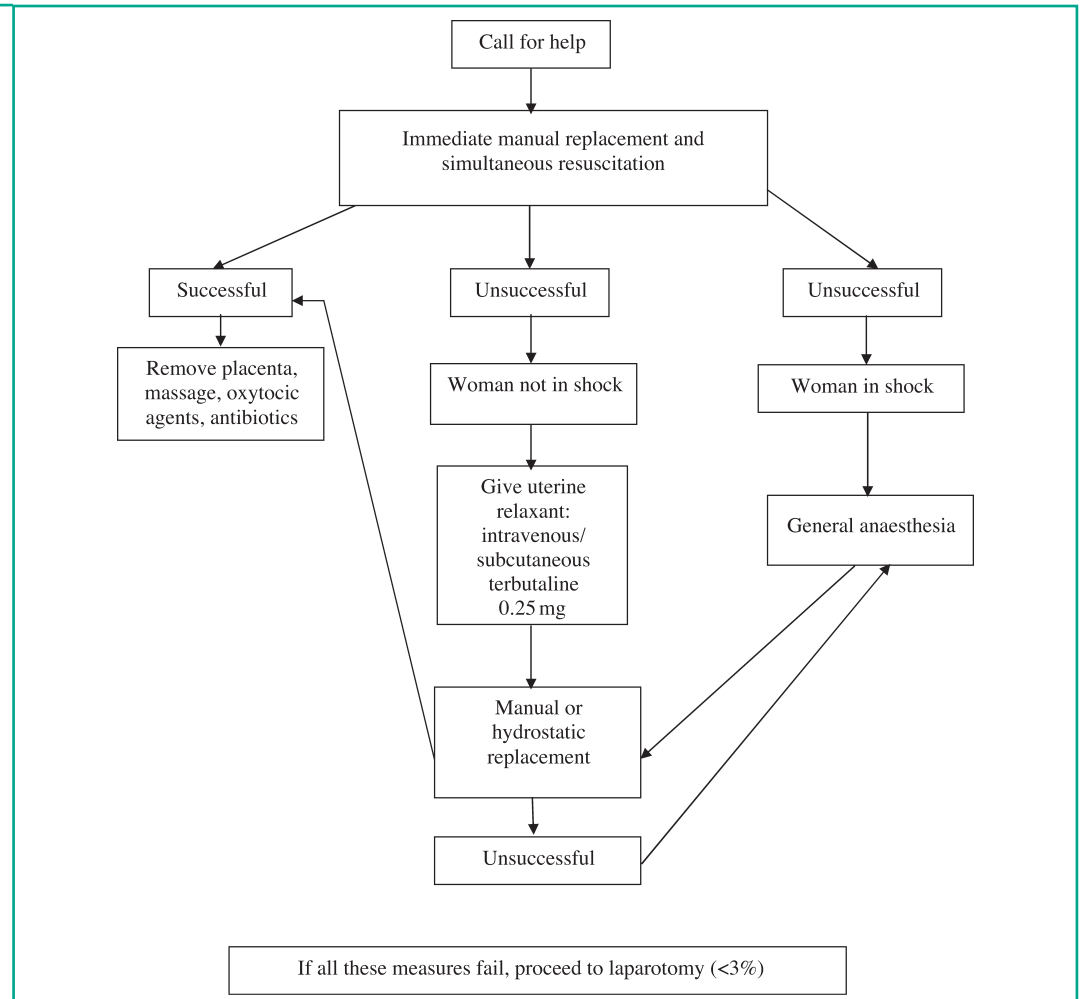 Call for help
Immediate manual replacement and
simultaneous resuscitation
Successful
Unsuccessful
Unsuccessful
Remove placenta,
massage, oxytocic
agents, antibiotics
Woman not in shock
Woman in shock
Give uterine
relaxant:
intravenous/
subcutaneous
terbutaline
0.25 mg
General anaesthesia
Manual or
hydrostatic
replacement
Unsuccessful
If all these measures fail, proceed to laparotomy (<3%)